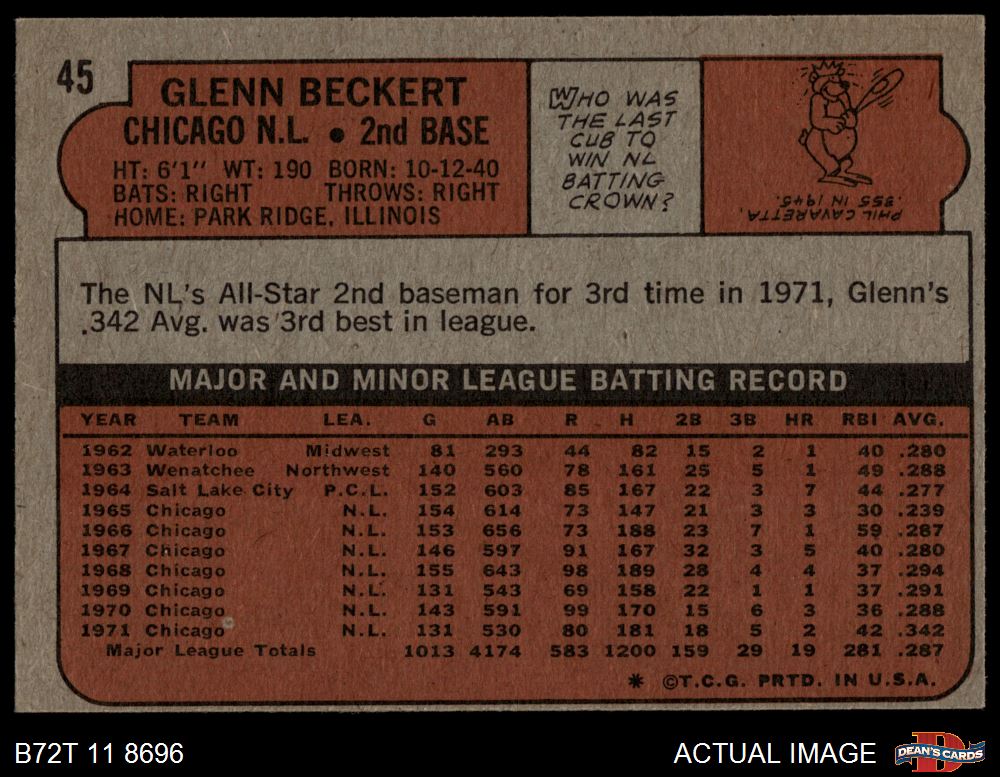 45
GLENN BECKERT
CHICAGO N.L. • 2nd BASE
HT: 6'1" WT: 190 BORN: 10-12-40
BATS: RIGHT THROWS: RIGHT
HOME: PARK RIDGE, ILLINOIS
WHO WAS
THE LAST
CUB TO
WIN NL
BATTING
CROWN?
PHIL CAVARETTA,
.355 IN 1945.
The NL's All-Star 2nd baseman for 3rd time in 1971, Glenn's
.342 Avg. was 3rd best in league.
MAJOR AND MINOR LEAGUE BATTING RECORD
YEAR TEAM LEA. G AB R H 2B 3B HR RBI AVG.
1962 Waterloo Midwest 81 293 44 82 15 2 1 40 .280
1963 Wenatchee Northwest 140 560 78 161 25 5 1 49 .288
1964 Salt Lake City P.C.L. 152 603 85 167 22 3 7 44 .277
1965 Chicago N.L. 154 614 73 147 21 3 3 30 .239
1966 Chicago N.L. 153 656 73 188 23 7 1 59 .287
1967 Chicago N.L. 146 597 91 167 32 3 5 40 .280
1968 Chicago N.L. 155 643 98 189 28 4 4 37 .294
1969 Chicago N.L. 131 543 69 158 22 1 1 37 .291
1970 Chicago N.L. 143 591 99 170 15 6 3 36 .288
1971 Chicago N.L. 131 530 80 181 18 5 2 42 .342
Major League Totals 1013 4174 583 1200 159 29 19 281 .287
* ©T.C.G. PRTD. IN U.S.A.
B72T 11 8696
ACTUAL IMAGE
DEAN'S CARDS